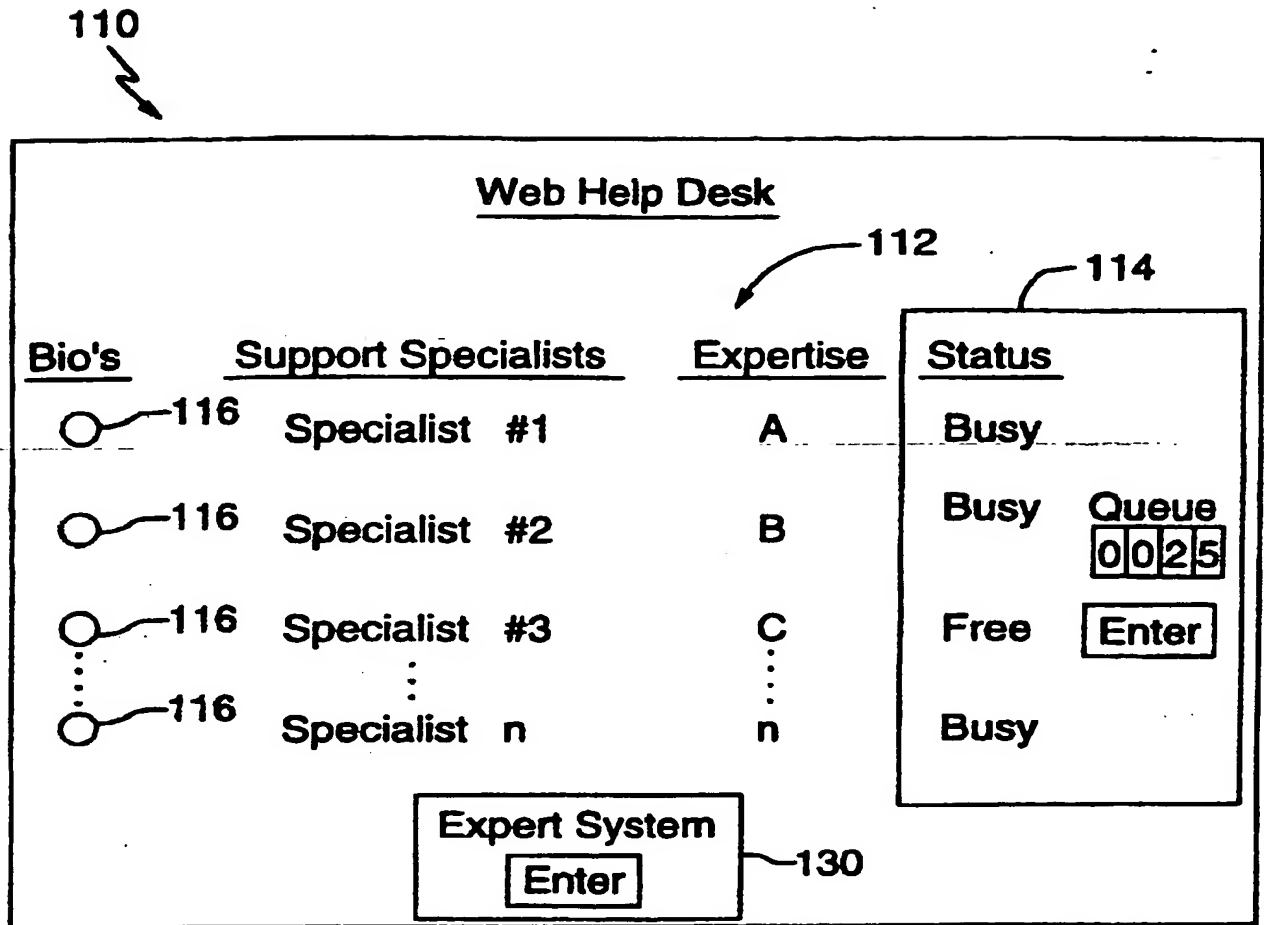 110
Web Help Desk
112
114
Bio's Support Specialists Expertise Status
116 Specialist #1 A Busy
116 Specialist #2 B Busy Queue
0025
116 Specialist #3 C Free Enter
116 Specialist n n Busy
Expert System
Enter
130